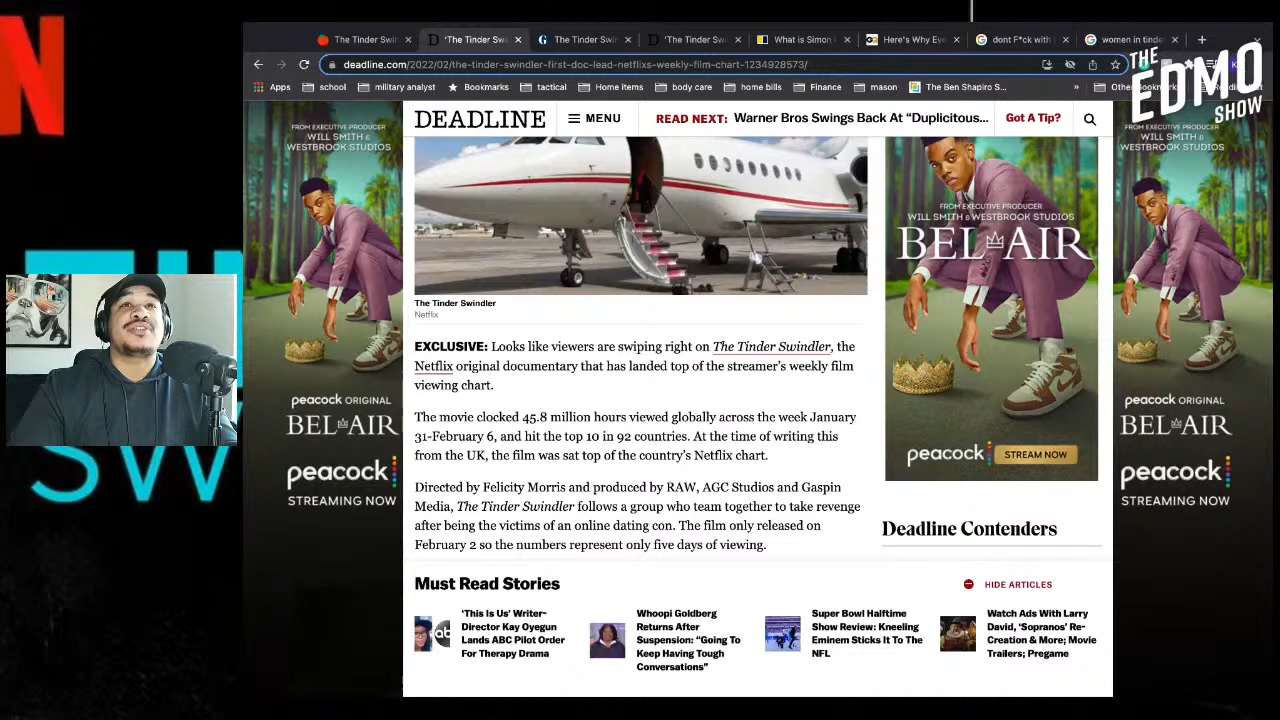 The Tinder Swi
'The Tinder Swi
The Tinder Swi
'The Tinder Swi
What is Simon
Here's Why Eve
dont F*ck with
women in tinde
THE
EDMO
SHOW
deadline.com/2022/02/the-tinder-swindler-first-doc-lead-netflixs-weekly-film-chart-1234928573/
Apps
school
military analyst
Bookmarks
tactical
Home items
body care
home bills
Finance
mason
The Ben Shapiro S...
DEADLINE
MENU
READ NEXT: Warner Bros Swings Back At "Duplicitous...
Got A Tip?
FROM EXECUTIVE PRODUCER
WILL SMITH &
WESTBROOK STUDIOS
peacock ORIGINAL
BEL AIR
peacock
STREAMING NOW
The Tinder Swindler
Netflix
EXCLUSIVE: Looks like viewers are swiping right on The Tinder Swindler, the
Netflix original documentary that has landed top of the streamer's weekly film
viewing chart.
The movie clocked 45.8 million hours viewed globally across the week January
31-February 6, and hit the top 10 in 92 countries. At the time of writing this
from the UK, the film was sat top of the country's Netflix chart.
Directed by Felicity Morris and produced by RAW, AGC Studios and Gaspin
Media, The Tinder Swindler follows a group who team together to take revenge
after being the victims of an online dating con. The film only released on
February 2 so the numbers represent only five days of viewing.
FROM EXECUTIVE PRODUCER
WILL SMITH & WESTBROOK STUDIOS
BEL AIR
peacock
STREAM NOW
Deadline Contenders
FROM EXECUTIVE PRODUCER
WILL SMITH &
WESTBROOK STUDIOS
peacock ORIGINAL
BEL AIR
peacock
STREAMING NOW
Must Read Stories
HIDE ARTICLES
'This Is Us' Writer-
Director Kay Oyegun
Lands ABC Pilot Order
For Therapy Drama
Whoopi Goldberg
Returns After
Suspension: "Going To
Keep Having Tough
Conversations"
Super Bowl Halftime
Show Review: Kneeling
Eminem Sticks It To The
NFL
Watch Ads With Larry
David, 'Sopranos' Re-
Creation & More; Movie
Trailers; Pregame